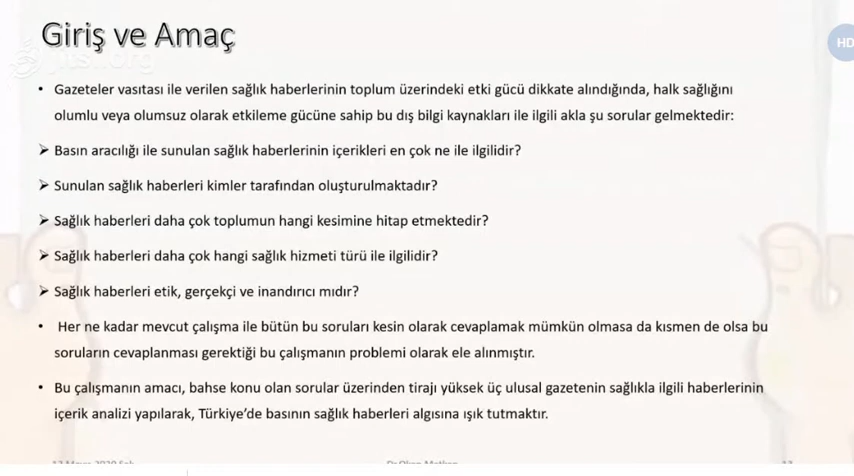 Giriş ve Amaç
HD
• Gazeteler vasıtası ile verilen sağlık haberlerinin toplum üzerindeki etki gücü dikkate alındığında, halk sağlığını
olumlu veya olumsuz olarak etkileme gücüne sahip bu dış bilgi kaynakları ile ilgili akla şu sorular gelmektedir:
➢ Basın aracılığı ile sunulan sağlık haberlerinin içerikleri en çok ne ile ilgilidir?
➢ Sunulan sağlık haberleri kimler tarafından oluşturulmaktadır?
➢ Sağlık haberleri daha çok toplumun hangi kesimine hitap etmektedir?
➢ Sağlık haberleri daha çok hangi sağlık hizmeti türü ile ilgilidir?
➢ Sağlık haberleri etik, gerçekçi ve inandırıcı mıdır?
• Her ne kadar mevcut çalışma ile bütün bu soruları kesin olarak cevaplamak mümkün olmasa da kısmen de olsa bu
soruların cevaplanması gerektiği bu çalışmanın problemi olarak ele alınmıştır.
• Bu çalışmanın amacı, bahse konu olan sorular üzerinden tirajı yüksek üç ulusal gazetenin sağlıkla ilgili haberlerinin
içerik analizi yapılarak, Türkiye’de basının sağlık haberleri algısına ışık tutmaktır.